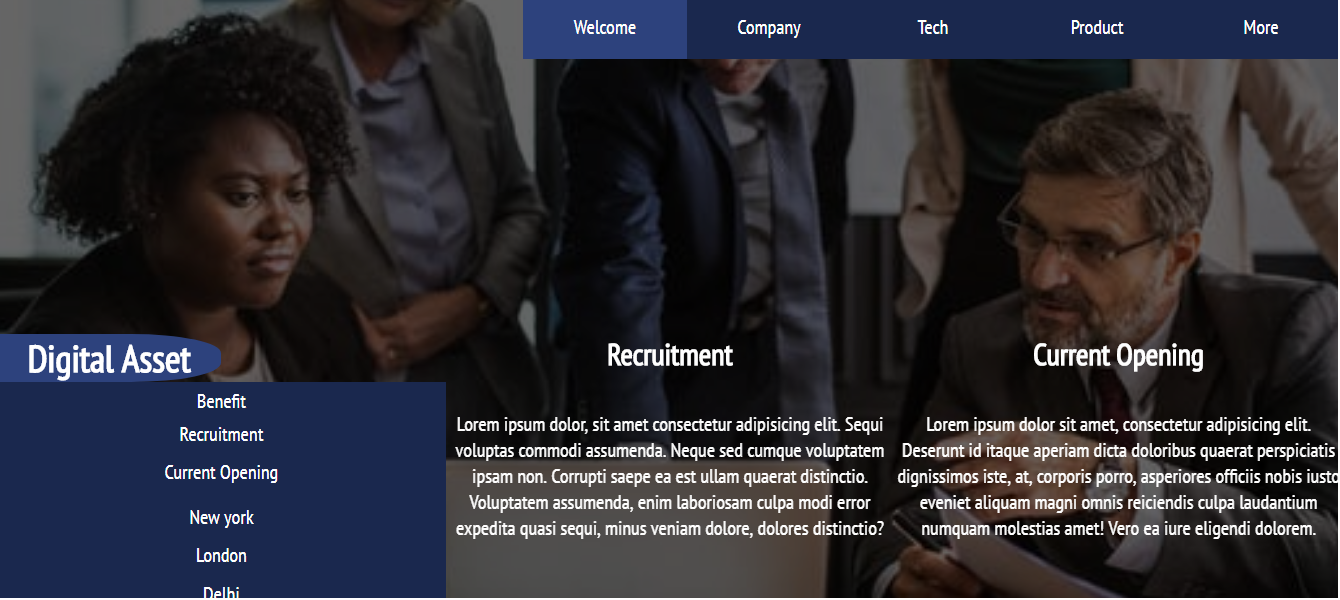 Welcome
Company
Tech
Product
More
Digital Asset
Benefit
Recruitment
Current Opening
New york
London
Delhi
Recruitment
Lorem ipsum dolor, sit amet consectetur adipisicing elit. Sequi
voluptas commodi assumenda. Neque sed cumque voluptatem
ipsam non. Corrupti saepe ea est ullam quaerat distinctio.
Voluptatem assumenda, enim laboriosam culpa modi error
expedita quasi sequi, minus veniam dolore, dolores distinctio?
Current Opening
Lorem ipsum dolor sit amet, consectetur adipisicing elit.
Deserunt id itaque aperiam dicta doloribus quaerat perspiciatis
dignissimos iste, at, corporis porro, asperiores officiis nobis iusto
eveniet aliquam magni omnis reiciendis culpa laudantium
numquam molestias amet! Vero ea iure eligendi dolorem.